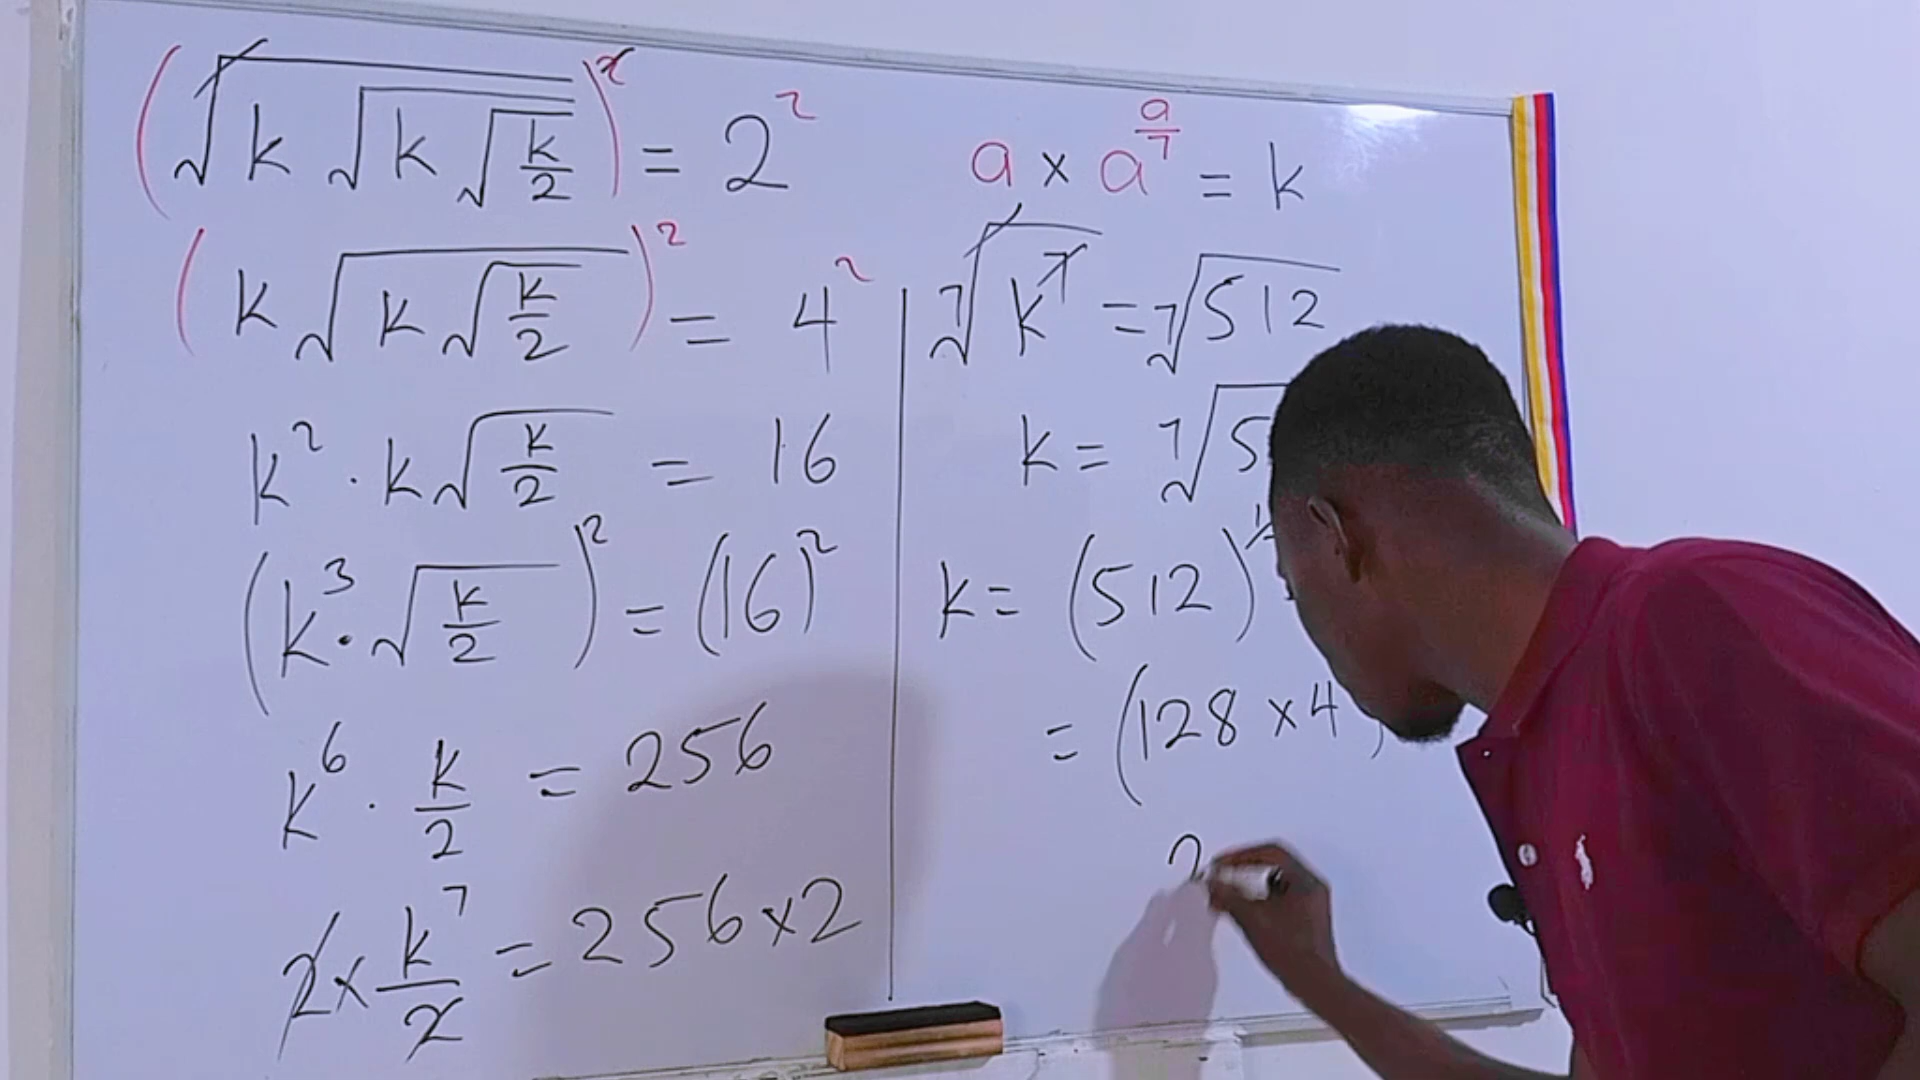 (√(k√(k√(k/2))))² = 2²
(k√(k√(k/2)))² = 4²
k² · k√(k/2) = 16
(k³ · √(k/2))² = (16)²
k⁶ · k/2 = 256
2 × k⁷/2 = 256 × 2
a × a^(a/7) = k
⁷√(k⁷) = ⁷√512
k = ⁷√5
k = (512)
= (128 × 4
2